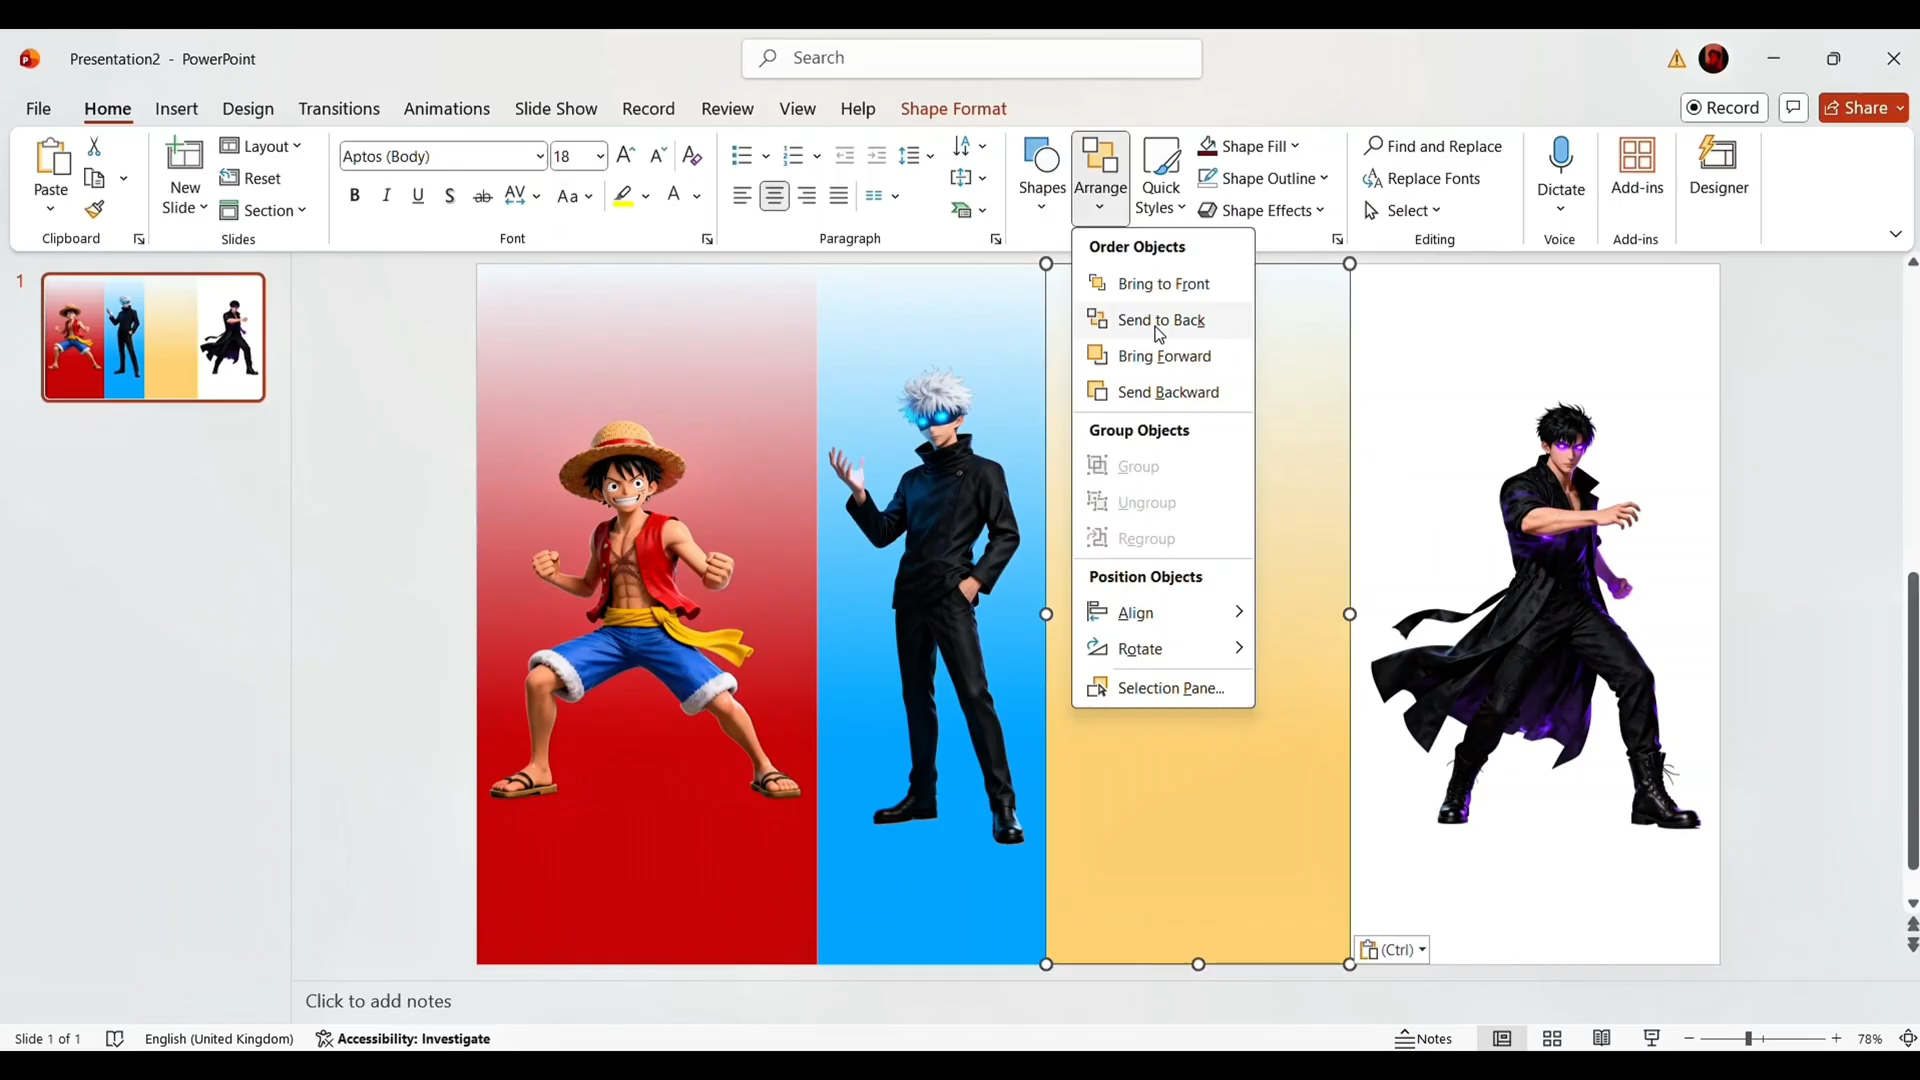 Presentation2 - PowerPoint
Search
File Home Insert Design Transitions Animations Slide Show Record Review View Help Shape Format
Record
Share
Paste
Clipboard
New
Slide
Layout
Reset
Section
Slides
Aptos (Body)
18
B I U S ab AV Aa A
Font
Paragraph
Shapes
Arrange
Quick
Styles
Shape Fill
Shape Outline
Shape Effects
Find and Replace
Replace Fonts
Select
Editing
Dictate
Voice
Add-ins
Add-ins
Designer
1
Order Objects
Bring to Front
Send to Back
Bring Forward
Send Backward
Group Objects
Group
Ungroup
Regroup
Position Objects
Align
Rotate
Selection Pane...
(Ctrl)
Click to add notes
Slide 1 of 1
English (United Kingdom)
Accessibility: Investigate
Notes
78%